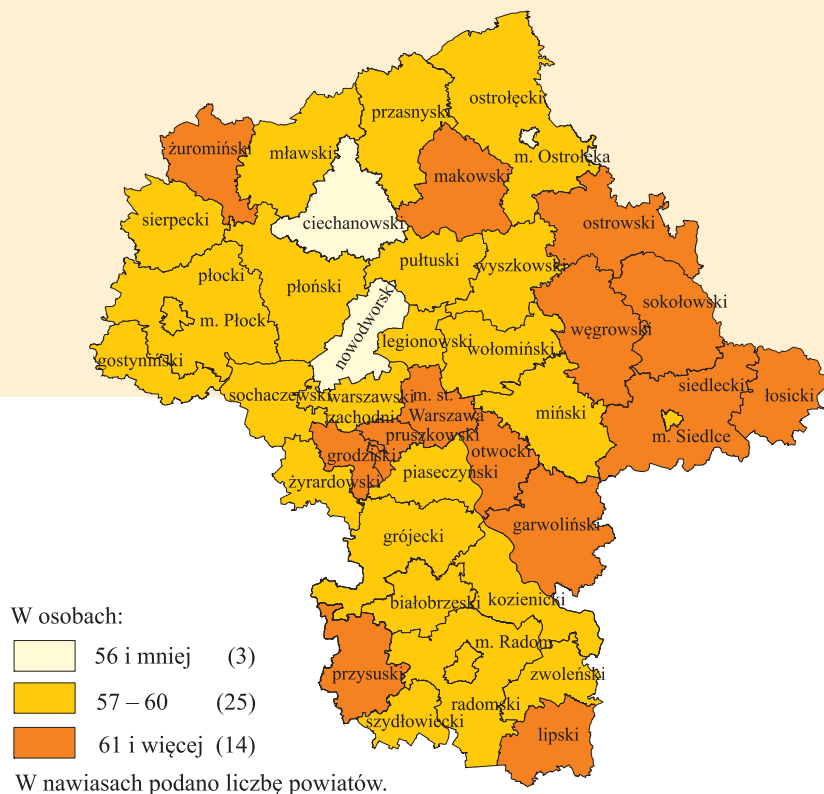 ostrołęcki
przasnyski
żuromiński
mławski
m. Ostrołęka
makowski
sierpecki
ciechanowski
ostrowski
płocki
płoński
pułtuski
wyszkowski
sokołowski
nowodworski
m. Płock
węgrowski
legionowski
wołomiński
gostyniński
siedlecki
sochaczewski
warszawski
zachodni
m. st.
Warszawa
łosicki
miński
pruszkowski
m. Siedlce
grodziski
otwocki
żyrardowski
piaseczyński
garwoliński
grójecki
białobrzeski
kozienicki
W osobach:
m. Radom
56 i mniej (3)
przysuski
zwoleński
57 – 60 (25)
radomski
szydłowiecki
lipski
61 i więcej (14)
W nawiasach podano liczbę powiatów.